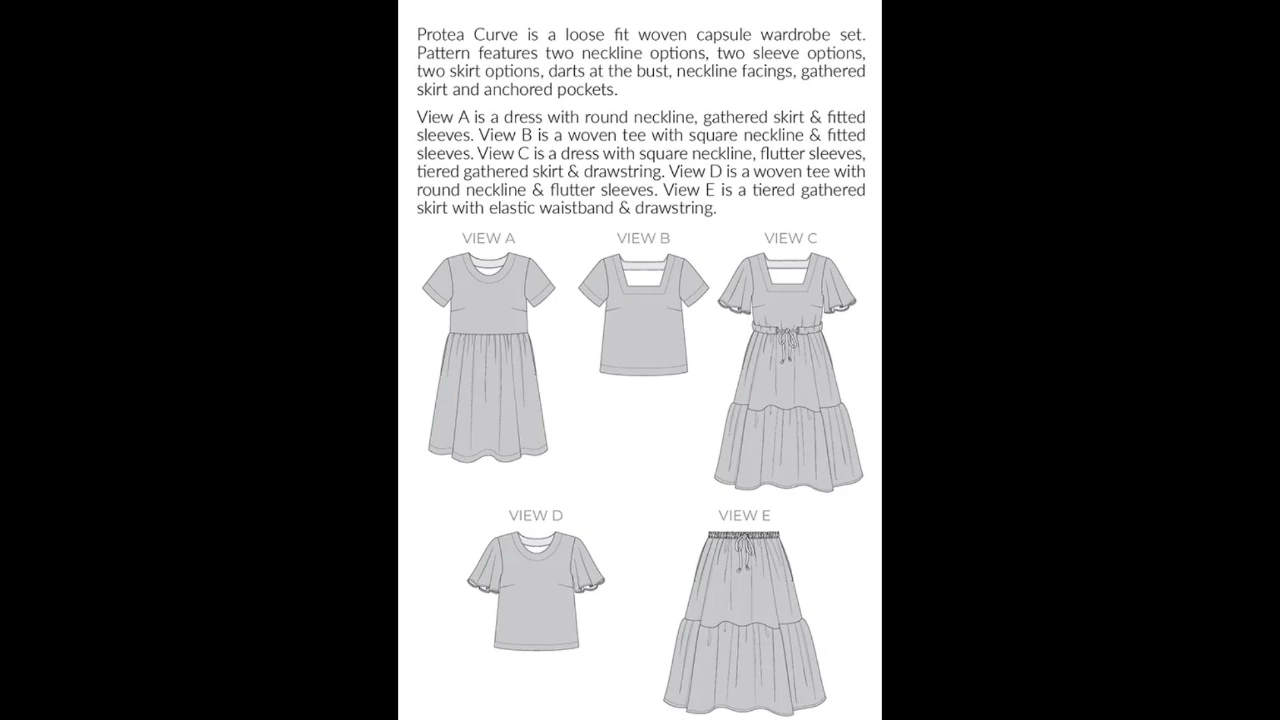 Protea Curve is a loose fit woven capsule wardrobe set.
Pattern features two neckline options, two sleeve options,
two skirt options, darts at the bust, neckline facings, gathered
skirt and anchored pockets.
View A is a dress with round neckline, gathered skirt & fitted
sleeves. View B is a woven tee with square neckline & fitted
sleeves. View C is a dress with square neckline, flutter sleeves,
tiered gathered skirt & drawstring. View D is a woven tee with
round neckline & flutter sleeves. View E is a tiered gathered
skirt with elastic waistband & drawstring.
VIEW A
VIEW B
VIEW C
VIEW D
VIEW E